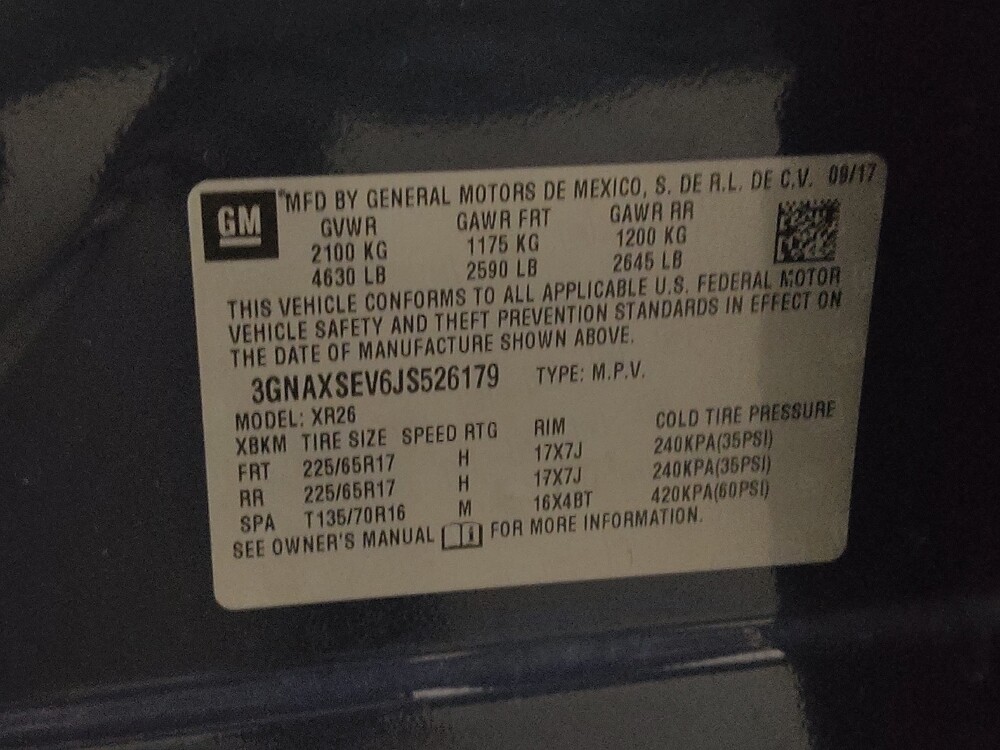 GM
MFD BY GENERAL MOTORS DE MEXICO, S. DE R.L. DE C.V. 09/17
GVWR GAWR FRT GAWR RR
2100 KG 1175 KG 1200 KG
4630 LB 2590 LB 2645 LB
THIS VEHICLE CONFORMS TO ALL APPLICABLE U.S. FEDERAL MOTOR
VEHICLE SAFETY AND THEFT PREVENTION STANDARDS IN EFFECT ON
THE DATE OF MANUFACTURE SHOWN ABOVE.
3GNAXSEV6JS526179 TYPE: M.P.V.
MODEL: XR26
XBKM TIRE SIZE SPEED RTG RIM COLD TIRE PRESSURE
FRT 225/65R17 H 17X7J 240KPA(35PSI)
RR 225/65R17 H 17X7J 240KPA(35PSI)
SPA T135/70R16 M 16X4BT 420KPA(60PSI)
SEE OWNER'S MANUAL FOR MORE INFORMATION.